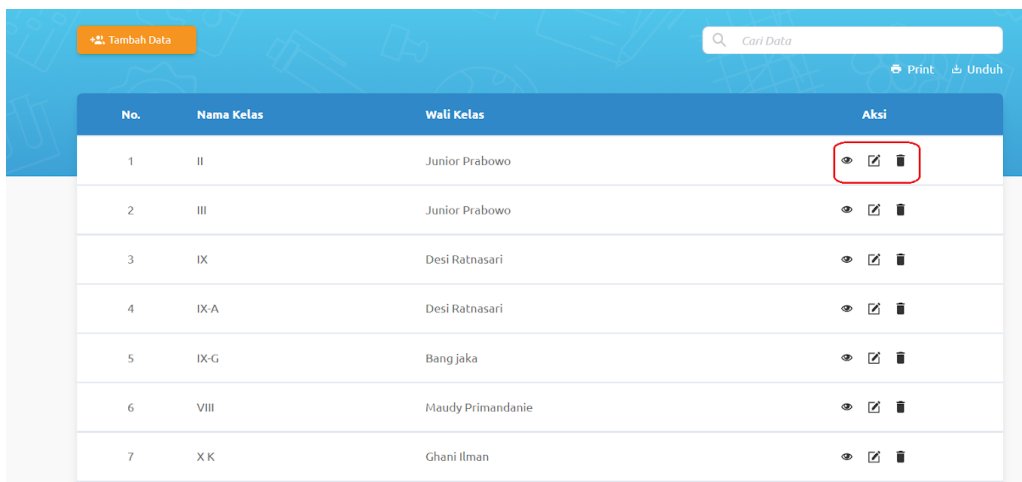 Tambah Data
Cari Data
Print Unduh
No. Nama Kelas Wali Kelas Aksi
1 II Junior Prabowo
2 III Junior Prabowo
3 IX Desi Ratnasari
4 IX-A Desi Ratnasari
5 IX-G Bang jaka
6 VIII Maudy Primandanie
7 X K Ghani Ilman